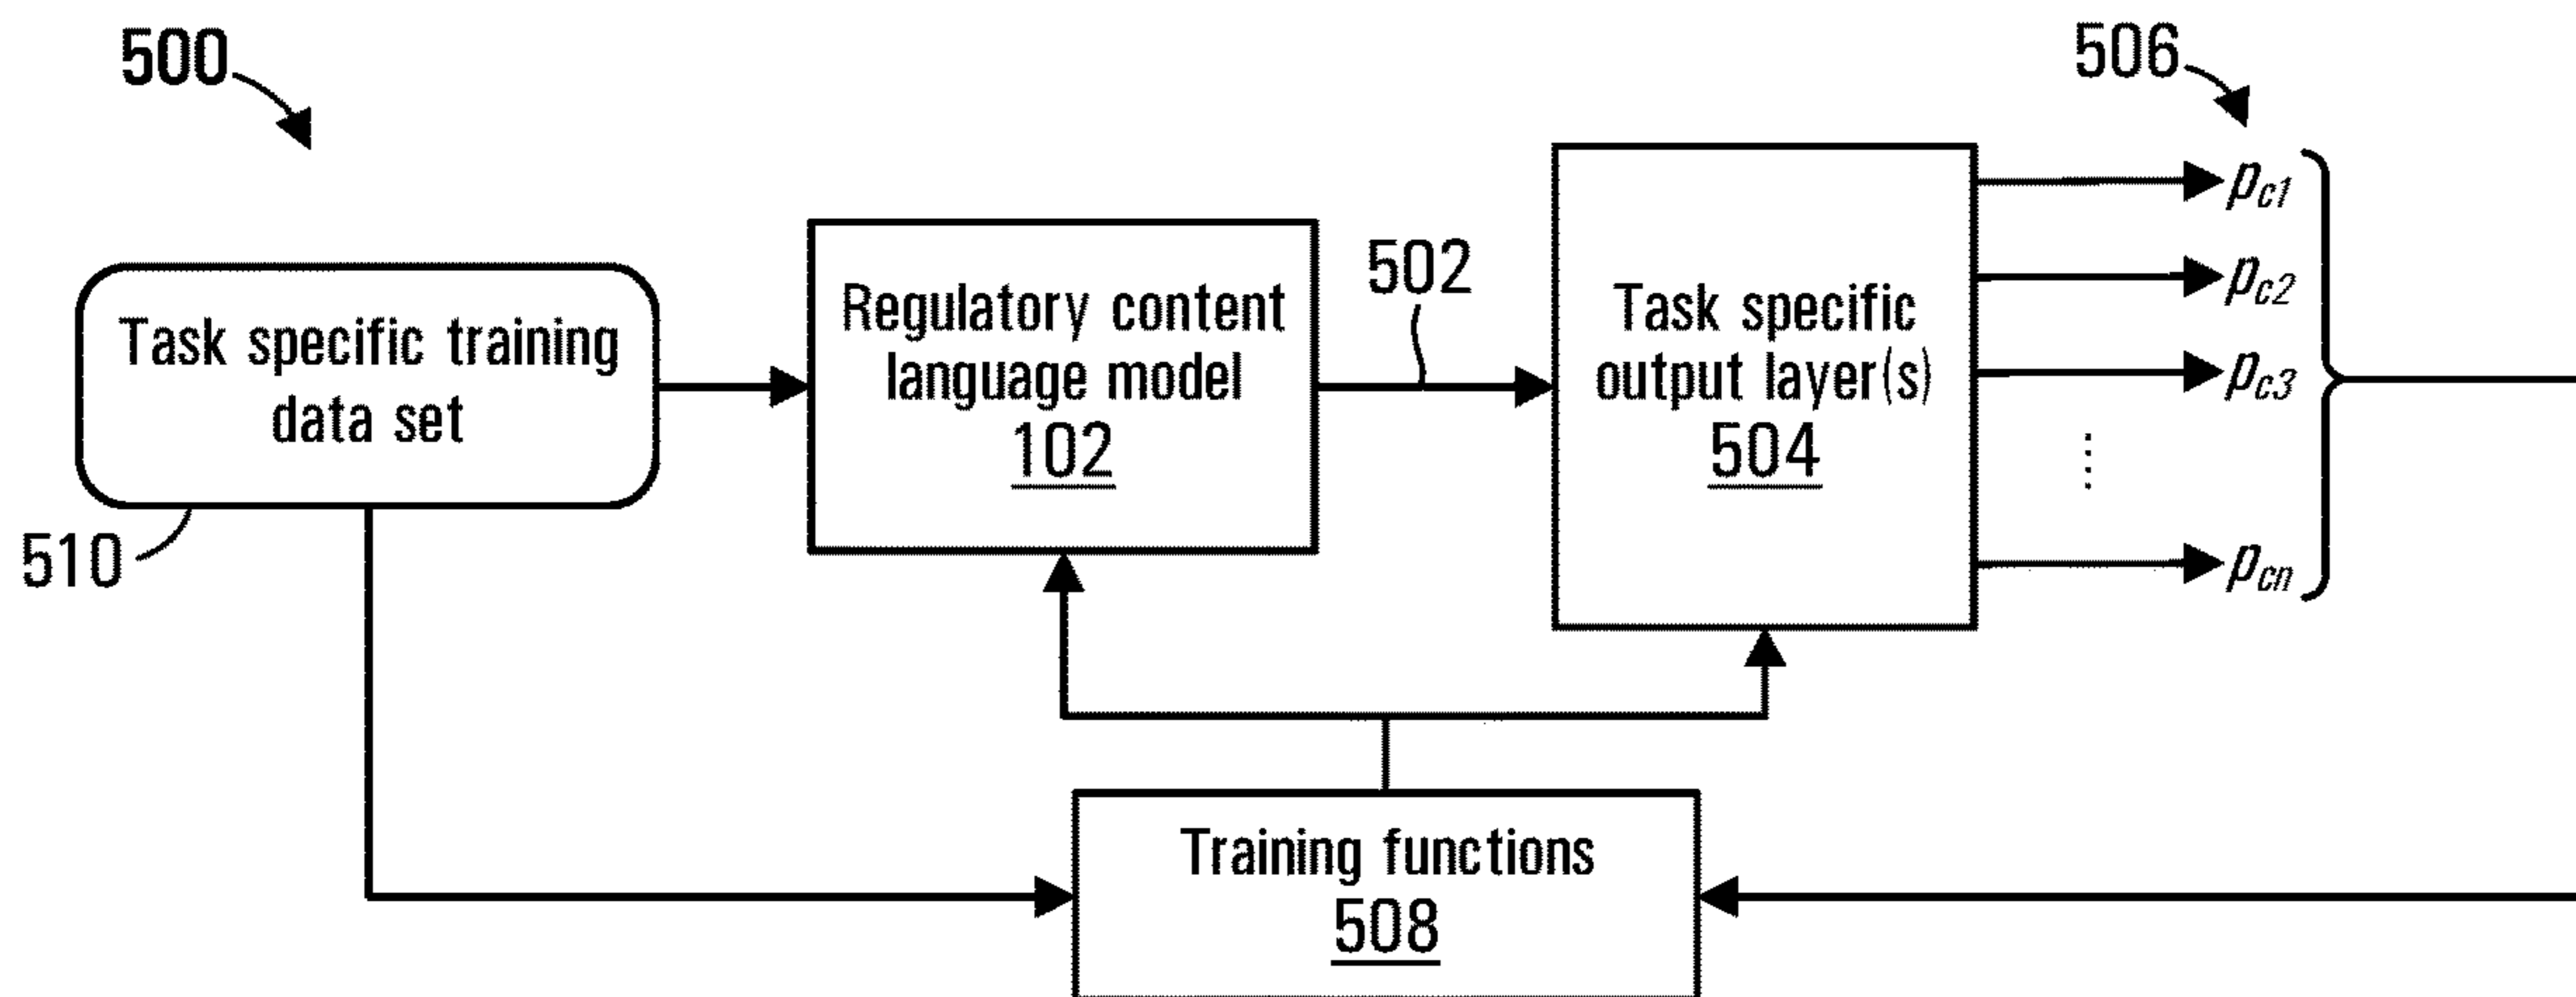 500
506
Task specific training
data set
510
Regulatory content
language model
102
502
Task specific
output layer(s)
504
pc1
pc2
pc3
pcn
Training functions
508